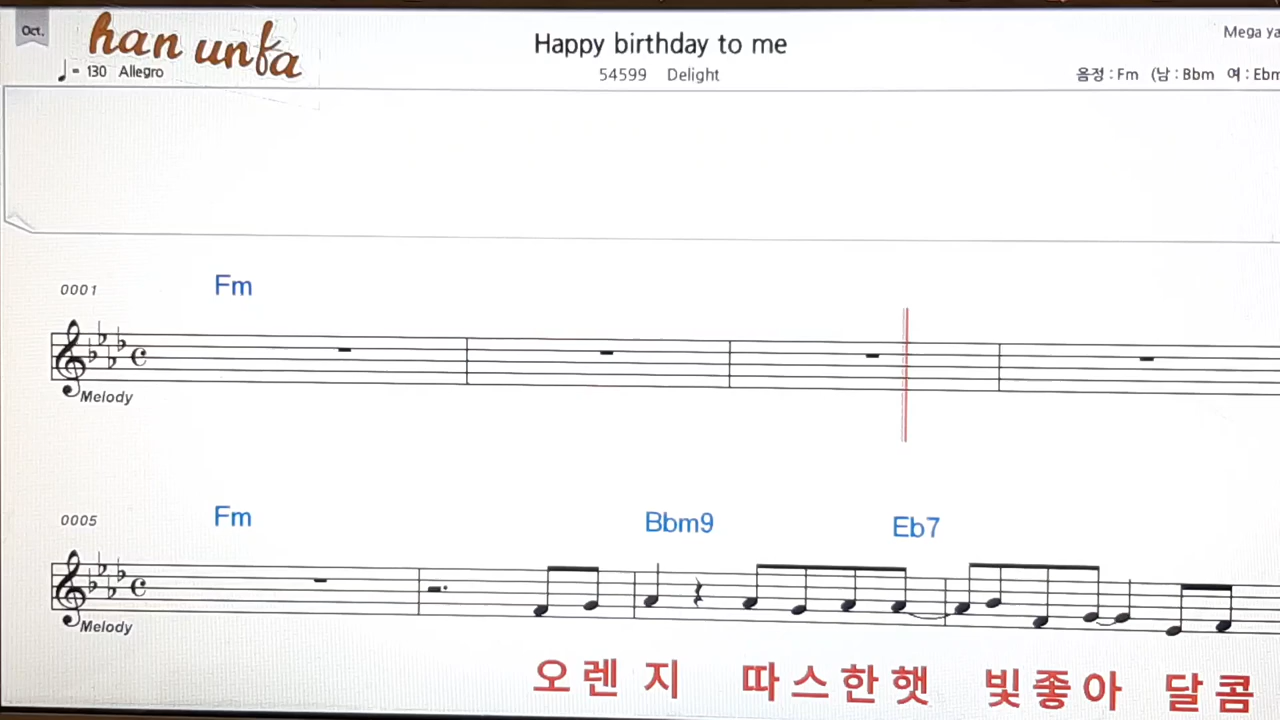 Oct.
han unfa
Happy birthday to me
Mega ya
♩= 130 Allegro
54599 Delight
음정 : Fm (남 : Bbm 여 : Ebm
0001
Fm
Melody
0005
Fm
Bbm9
Eb7
Melody
오 렌 지 따 스 한 햇 빛 좋 아 달 콤